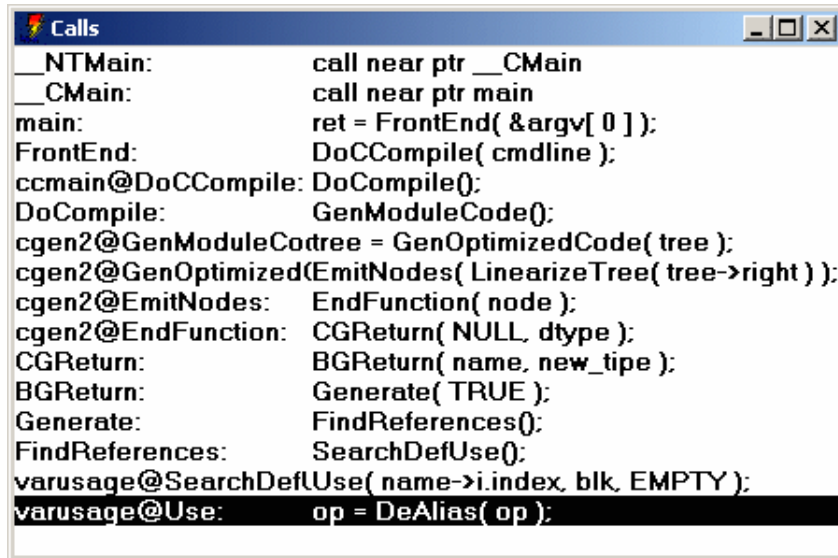 Calls
__NTMain: call near ptr __CMain
__CMain: call near ptr main
main: ret = FrontEnd( &argv[ 0 ] );
FrontEnd: DoCCompile( cmdline );
ccmain@DoCCompile: DoCompile();
DoCompile: GenModuleCode();
cgen2@GenModuleCodtree = GenOptimizedCode( tree );
cgen2@GenOptimized(EmitNodes( LinearizeTree( tree->right ) );
cgen2@EmitNodes: EndFunction( node );
cgen2@EndFunction: CGReturn( NULL, dtype );
CGReturn: BGReturn( name, new_tipe );
BGReturn: Generate( TRUE );
Generate: FindReferences();
FindReferences: SearchDefUse();
varusage@SearchDefUse( name->i.index, blk, EMPTY );
varusage@Use: op = DeAlias( op );